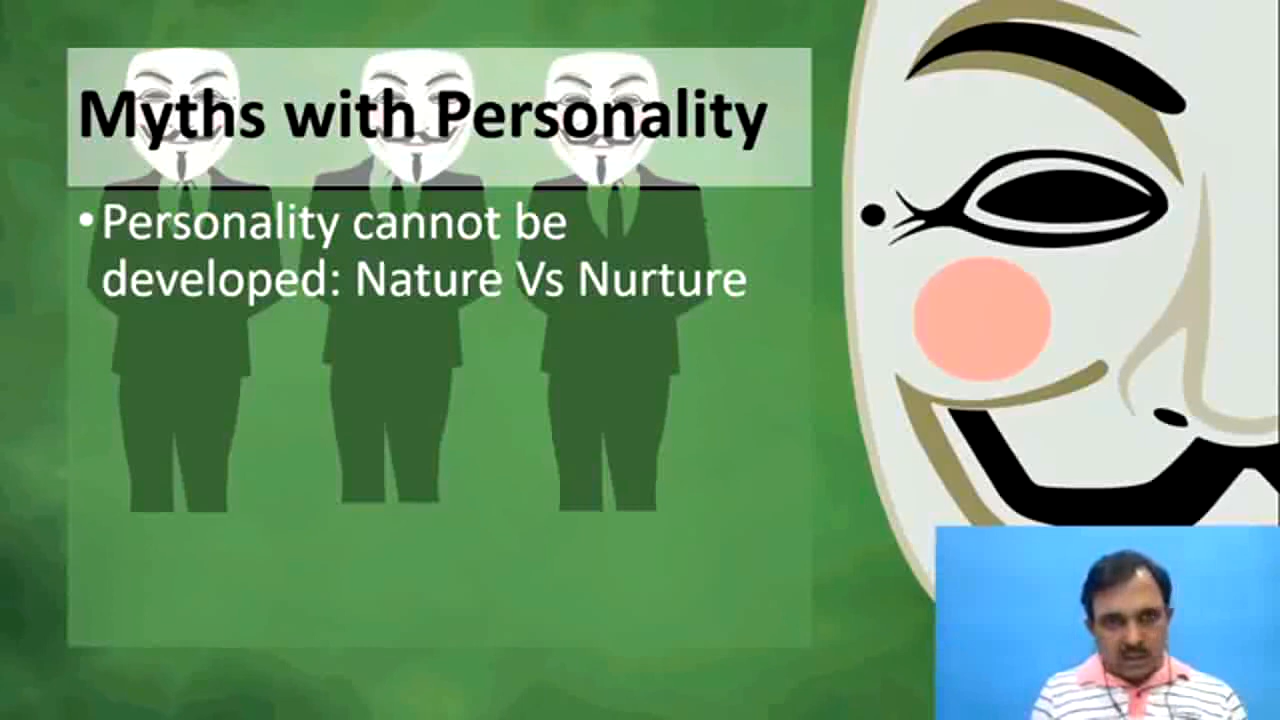 Myths with Personality
•Personality cannot be
developed: Nature Vs Nurture